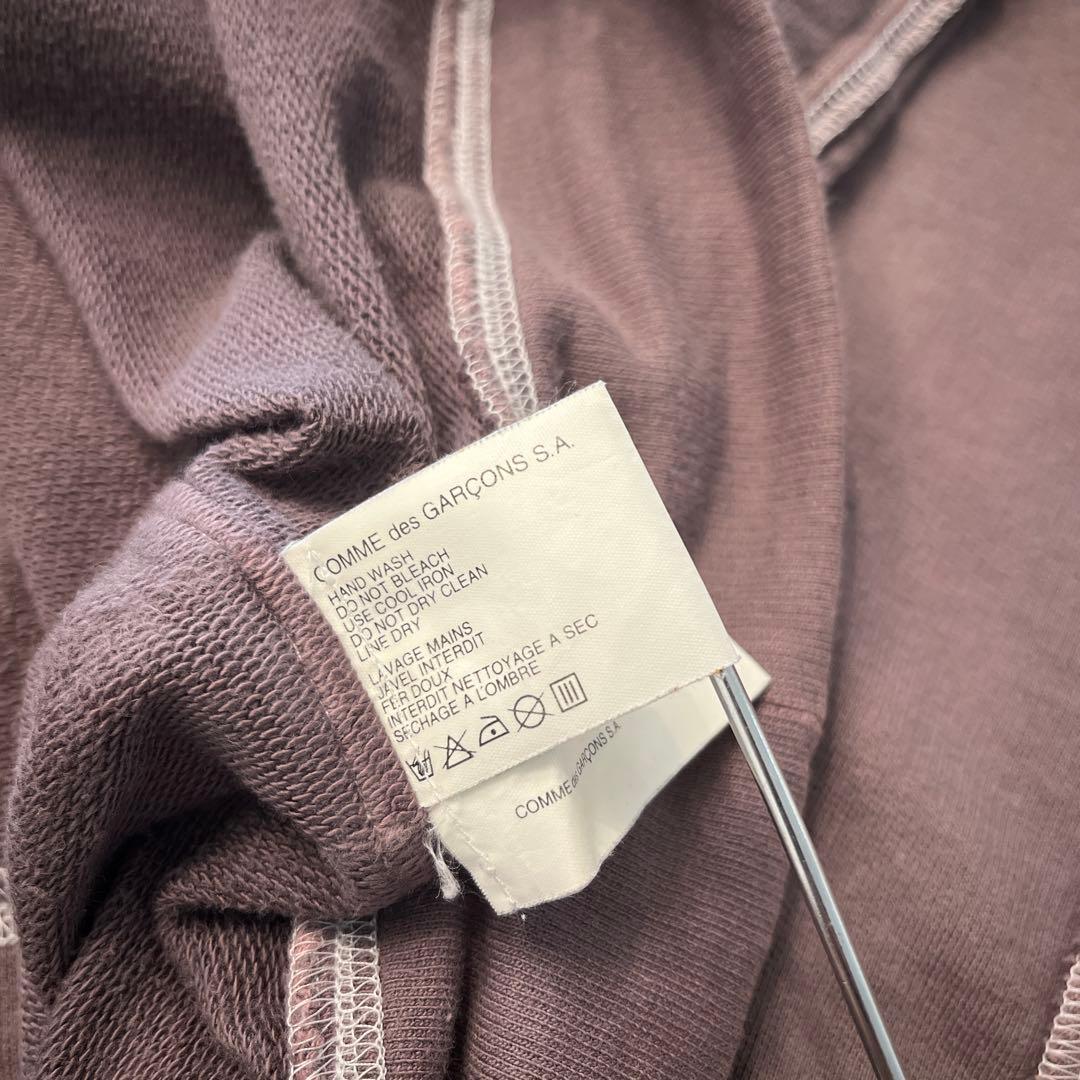 COMME des GARÇONS S.A.
HAND WASH
DO NOT BLEACH
USE COOL IRON
DO NOT DRY CLEAN
LINE DRY
LAVAGE MAINS
JAVEL INTERDIT
FER DOUX
INTERDIT NETTOYAGE A SEC
SECHAGE A L'OMBRE
COMME des GARÇONS S.A